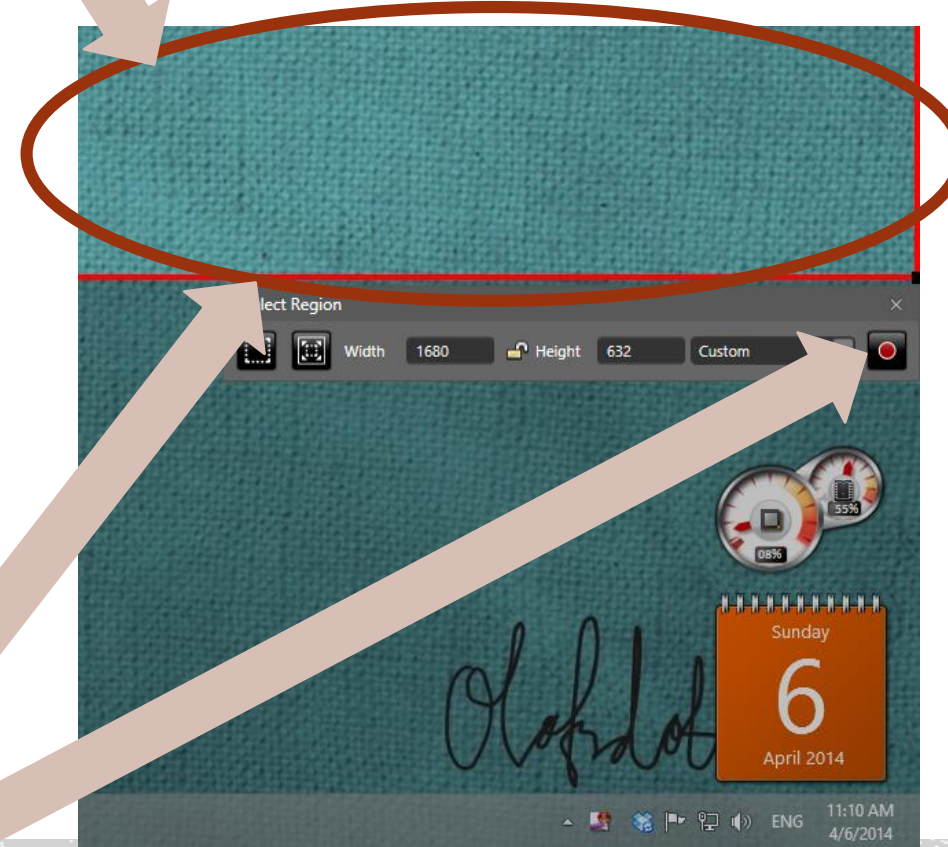 Region
Width 1680 Height 632 Custom
55%
08%
Sunday
6
April 2014
ENG 11:10 AM
4/6/2014